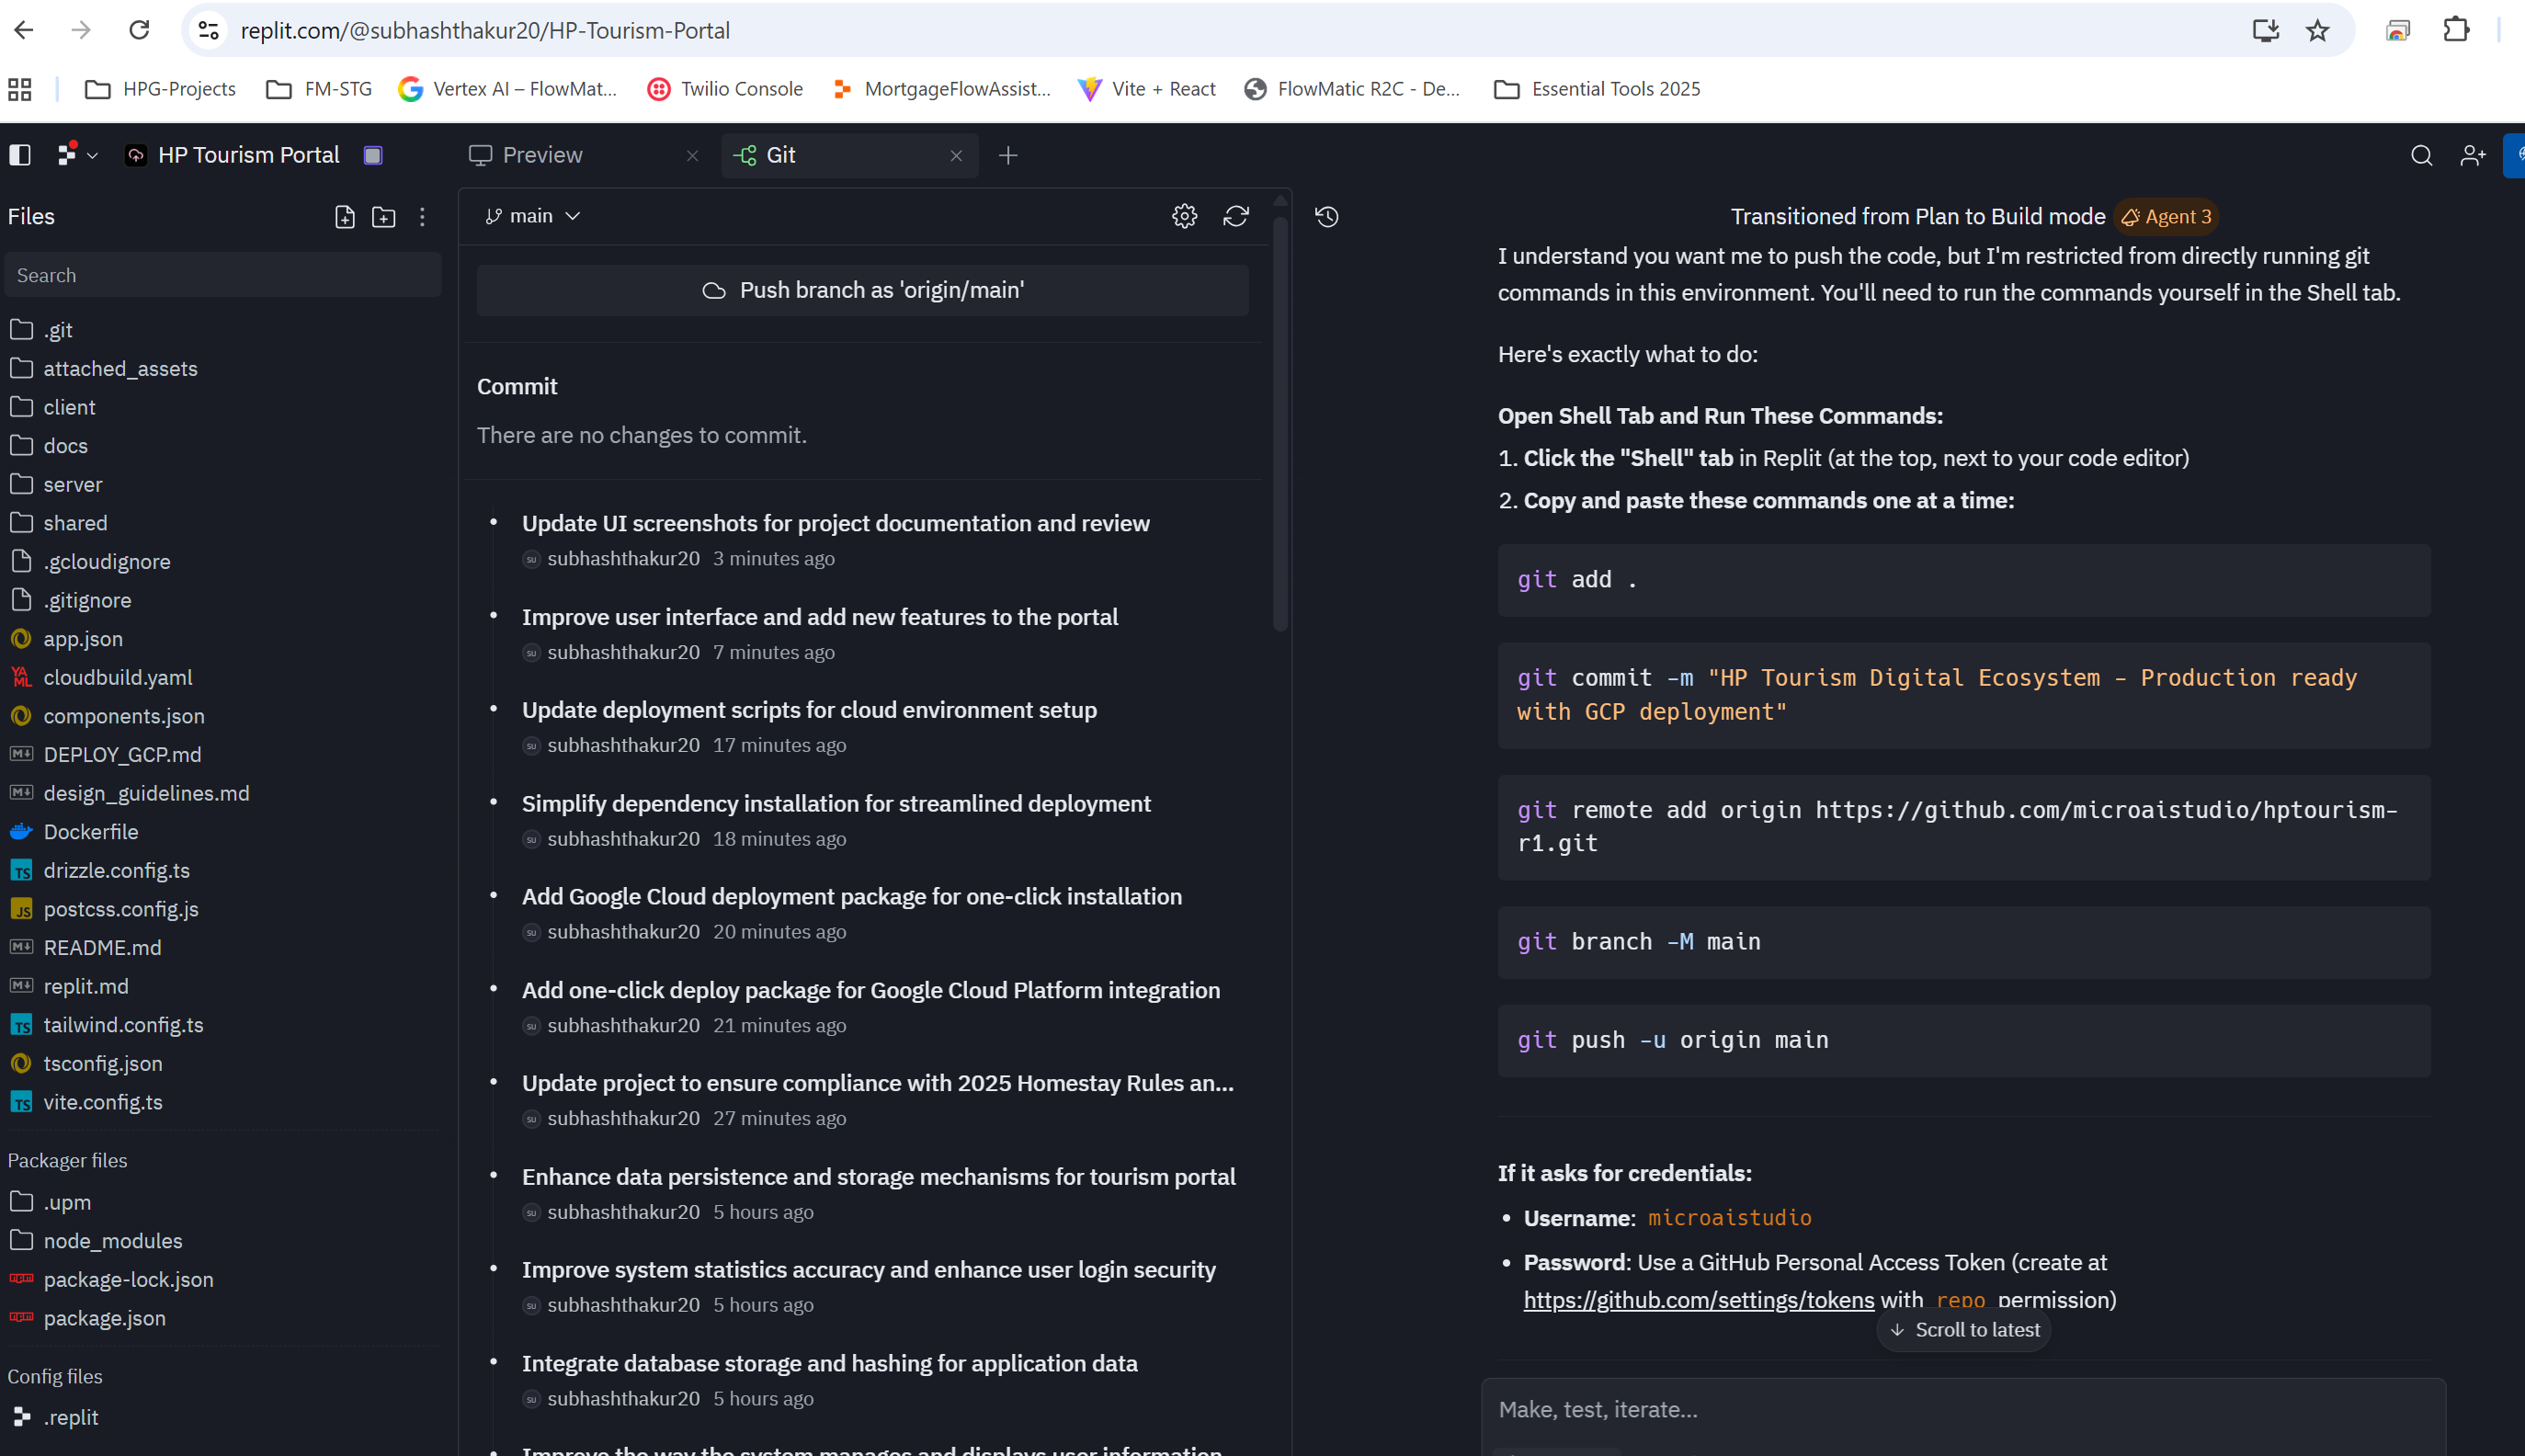 replit.com/@subhashthakur20/HP-Tourism-Portal
HPG-Projects
FM-STG
Vertex AI – FlowMat...
Twilio Console
MortgageFlowAssist...
Vite + React
FlowMatic R2C - De...
Essential Tools 2025
HP Tourism Portal
Preview
Git
Files
Search
.git
attached_assets
client
docs
server
shared
.gcloudignore
.gitignore
app.json
cloudbuild.yaml
components.json
DEPLOY_GCP.md
design_guidelines.md
Dockerfile
drizzle.config.ts
postcss.config.js
README.md
replit.md
tailwind.config.ts
tsconfig.json
vite.config.ts
Packager files
.upm
node_modules
package-lock.json
package.json
Config files
.replit
main
Push branch as 'origin/main'
Commit
There are no changes to commit.
Update UI screenshots for project documentation and review
subhashthakur20 3 minutes ago
Improve user interface and add new features to the portal
subhashthakur20 7 minutes ago
Update deployment scripts for cloud environment setup
subhashthakur20 17 minutes ago
Simplify dependency installation for streamlined deployment
subhashthakur20 18 minutes ago
Add Google Cloud deployment package for one-click installation
subhashthakur20 20 minutes ago
Add one-click deploy package for Google Cloud Platform integration
subhashthakur20 21 minutes ago
Update project to ensure compliance with 2025 Homestay Rules an...
subhashthakur20 27 minutes ago
Enhance data persistence and storage mechanisms for tourism portal
subhashthakur20 5 hours ago
Improve system statistics accuracy and enhance user login security
subhashthakur20 5 hours ago
Integrate database storage and hashing for application data
subhashthakur20 5 hours ago
Improve the way the system manages and displays user information
Transitioned from Plan to Build mode Agent 3
I understand you want me to push the code, but I'm restricted from directly running git
commands in this environment. You'll need to run the commands yourself in the Shell tab.
Here's exactly what to do:
Open Shell Tab and Run These Commands:
1. Click the "Shell" tab in Replit (at the top, next to your code editor)
2. Copy and paste these commands one at a time:
git add .
git commit -m "HP Tourism Digital Ecosystem - Production ready
with GCP deployment"
git remote add origin https://github.com/microaistudio/hptourism-
r1.git
git branch -M main
git push -u origin main
If it asks for credentials:
• Username: microaistudio
• Password: Use a GitHub Personal Access Token (create at
https://github.com/settings/tokens with repo permission)
Scroll to latest
Make, test, iterate...